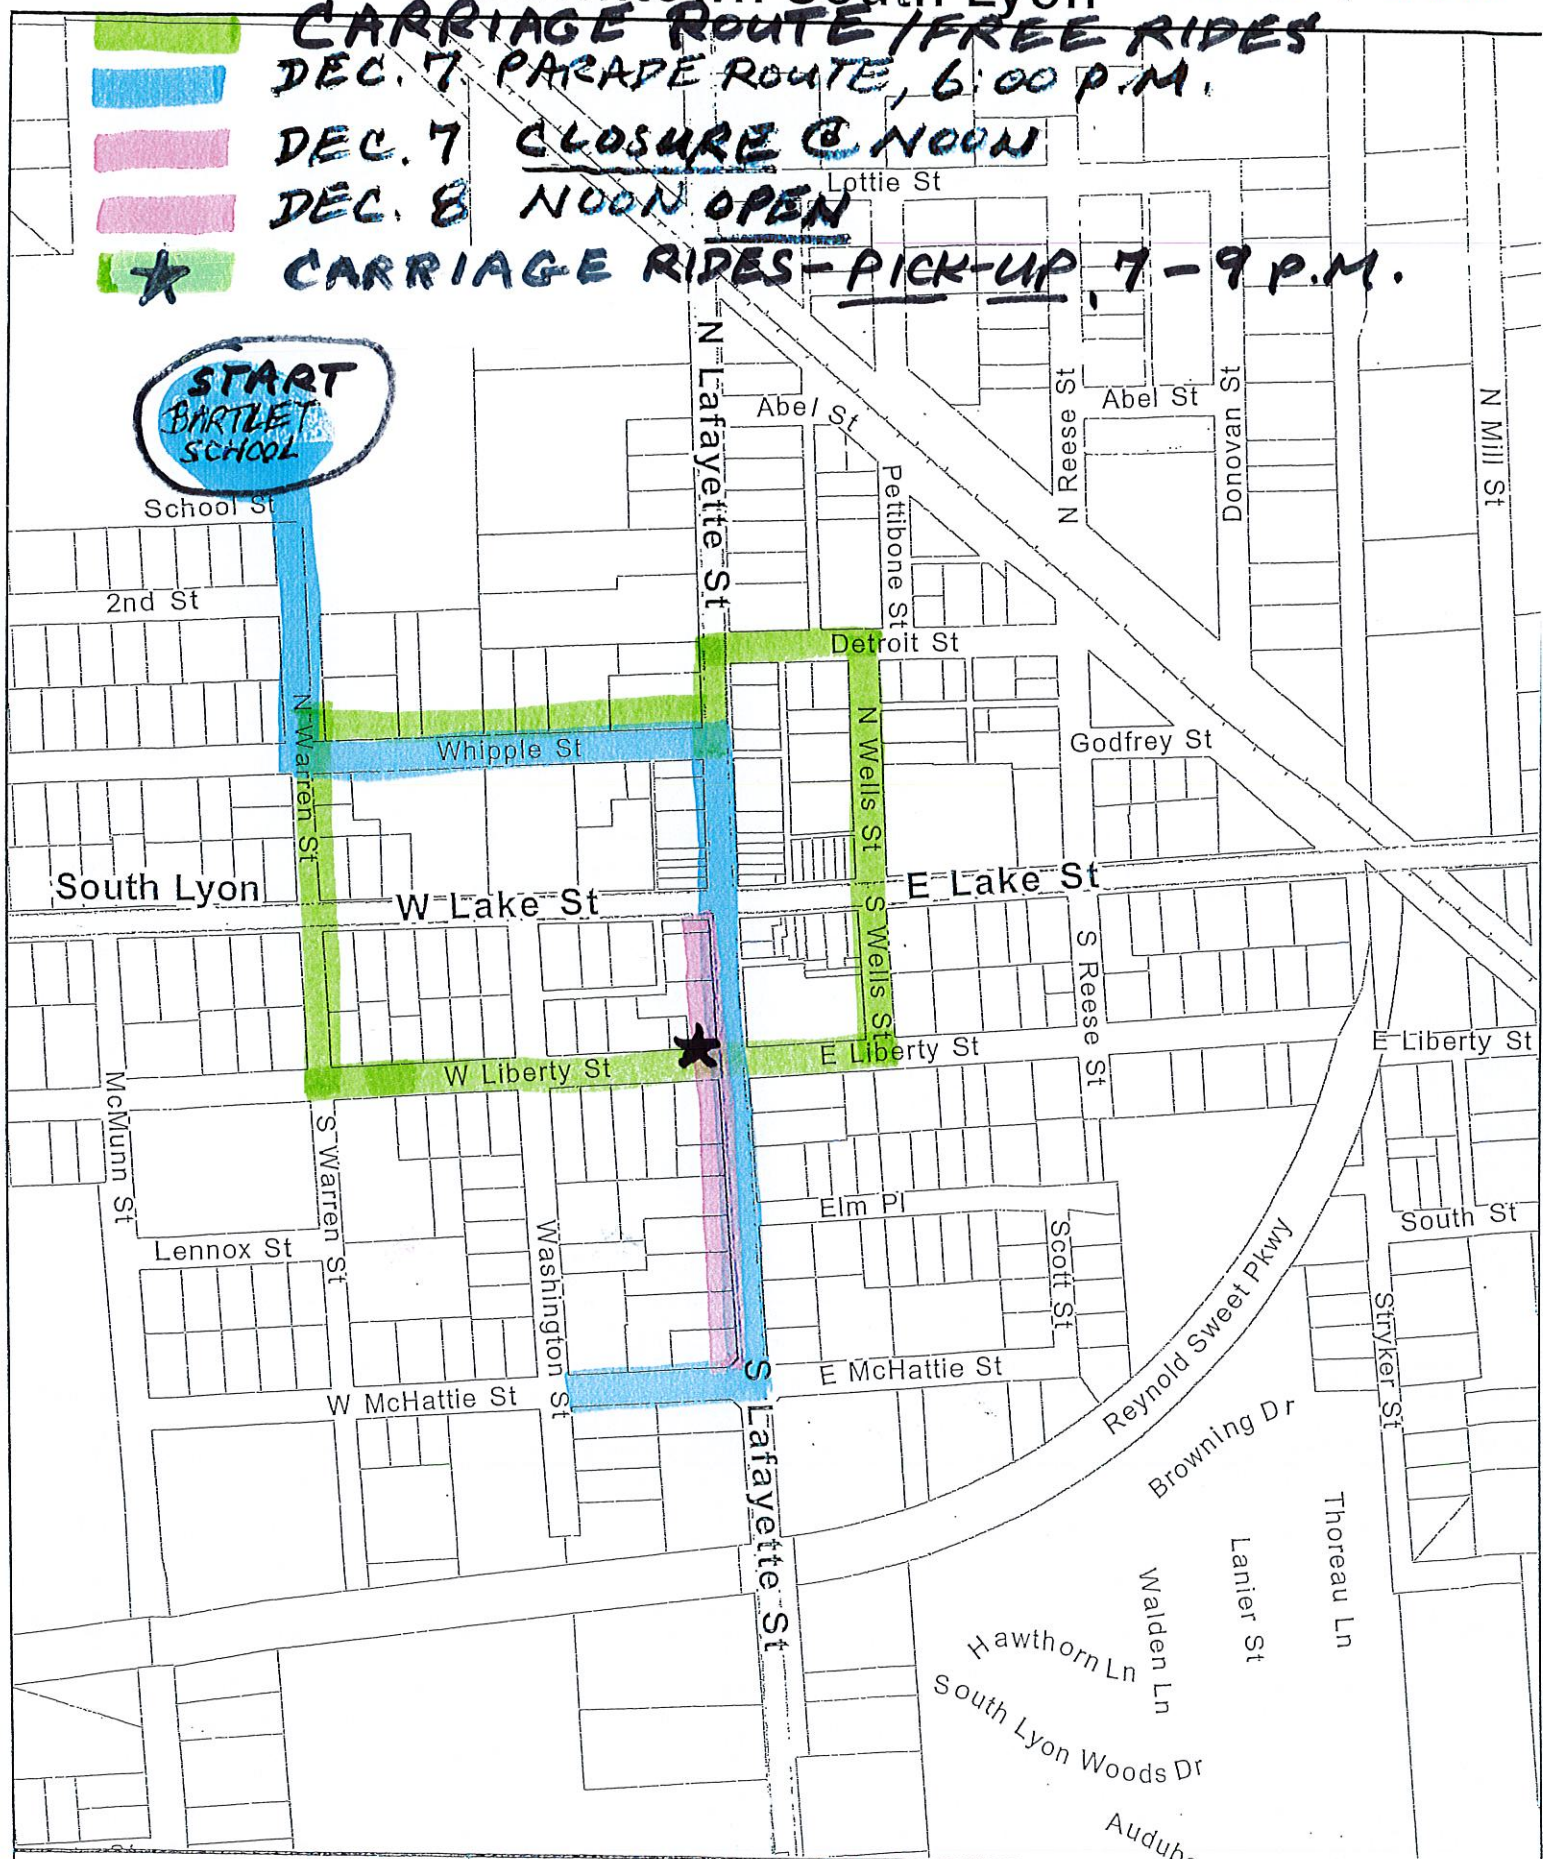 South Lyon
CARRIAGE ROUTE / FREE RIDES
DEC. 7 PARADE ROUTE, 6:00 P.M.
DEC. 7 CLOSURE @ NOON
Lottie St
DEC. 8 NOON OPEN
CARRIAGE RIDES - PICK-UP, 7 - 9 P.M.
START
BARTLET
SCHOOL
N Lafayette St
Abel St
N Reese St
Abel St
Donovan St
N Mill St
School St
Pettibone St
2nd St
Detroit St
N Warren St
Whipple St
N Wells St
Godfrey St
South Lyon
W Lake St
E Lake St
S Wells St
S Reese St
W Liberty St
E Liberty St
E Liberty St
McMunn St
S Warren St
Elm Pl
South St
Lennox St
Washington St
Scott St
Reynold Sweet Pkwy
Stryker St
W McHattie St
E McHattie St
S Lafayette St
Browning Dr
Thoreau Ln
Lanier St
Walden Ln
Hawthorn Ln
South Lyon Woods Dr